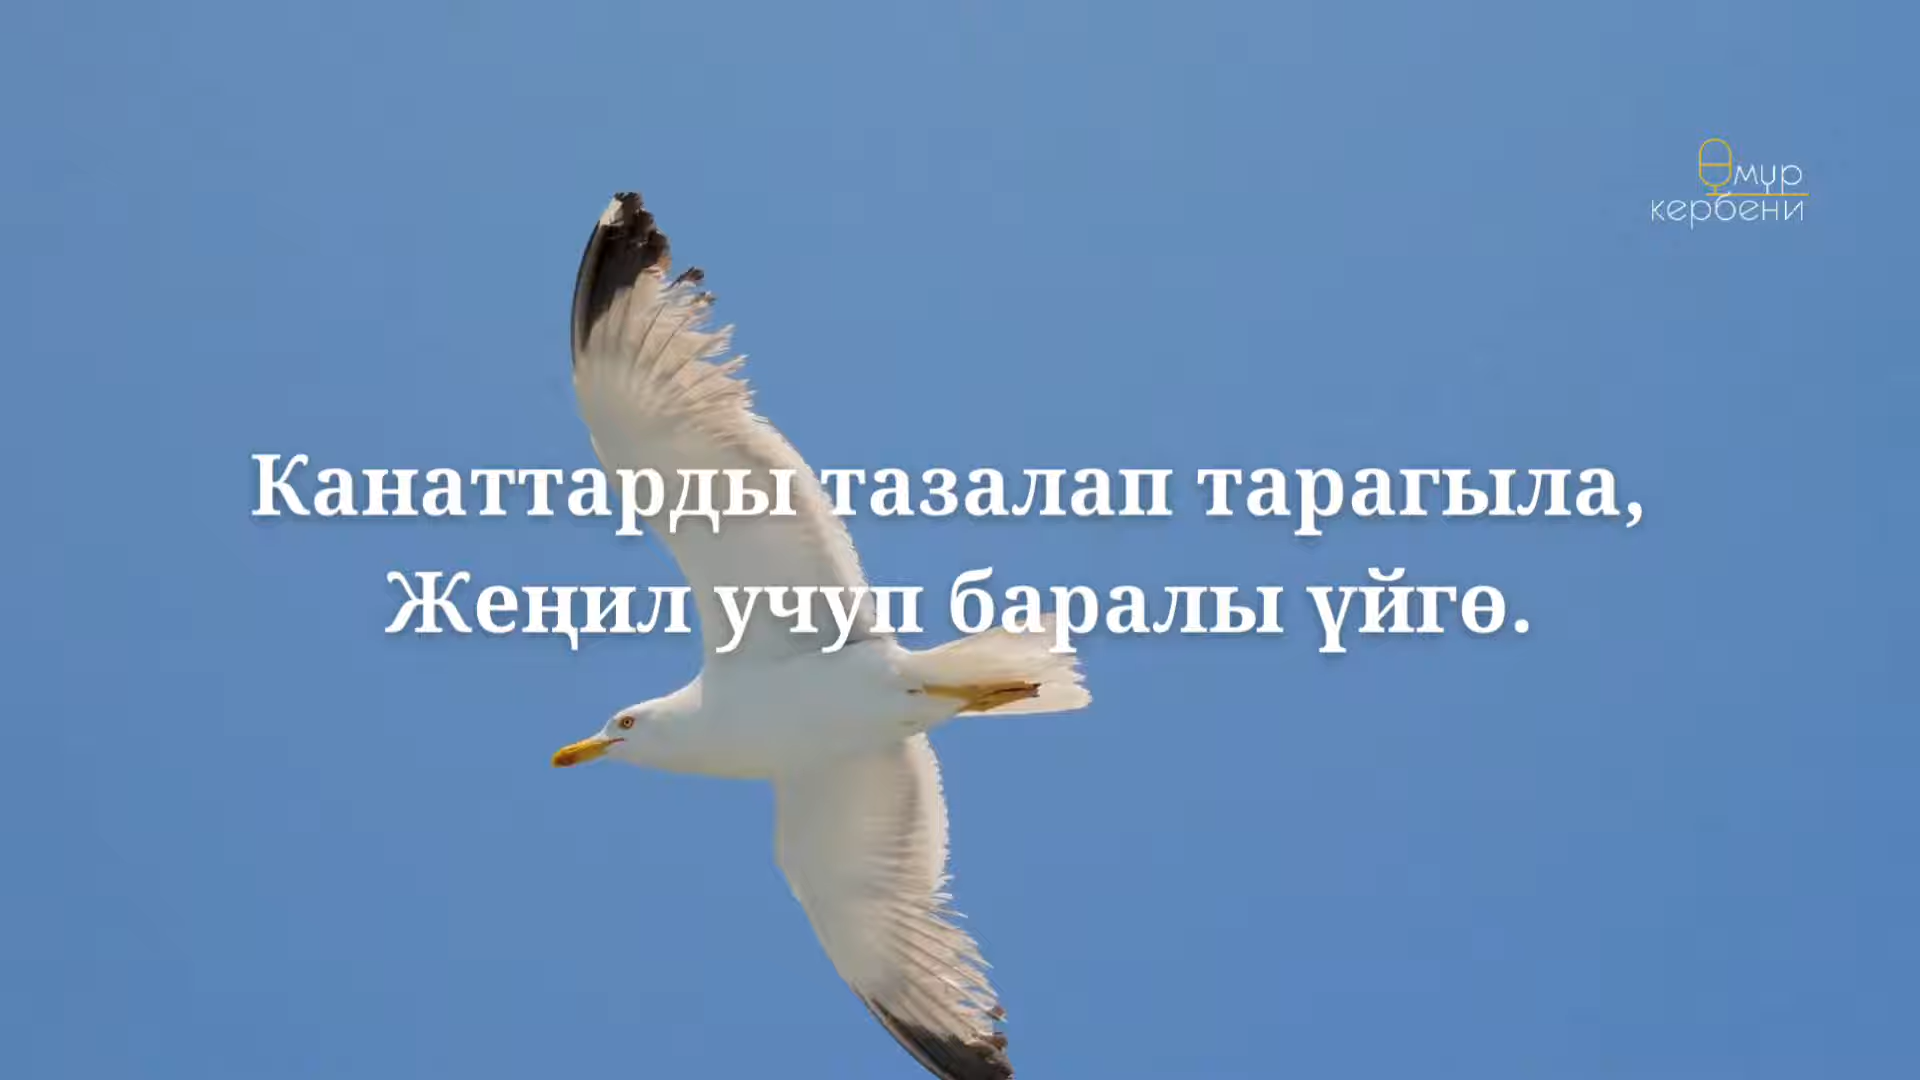 Өмүр
кербени
Канаттарды тазалап тарагыла,
Жеңил учуп баралы үйгө.